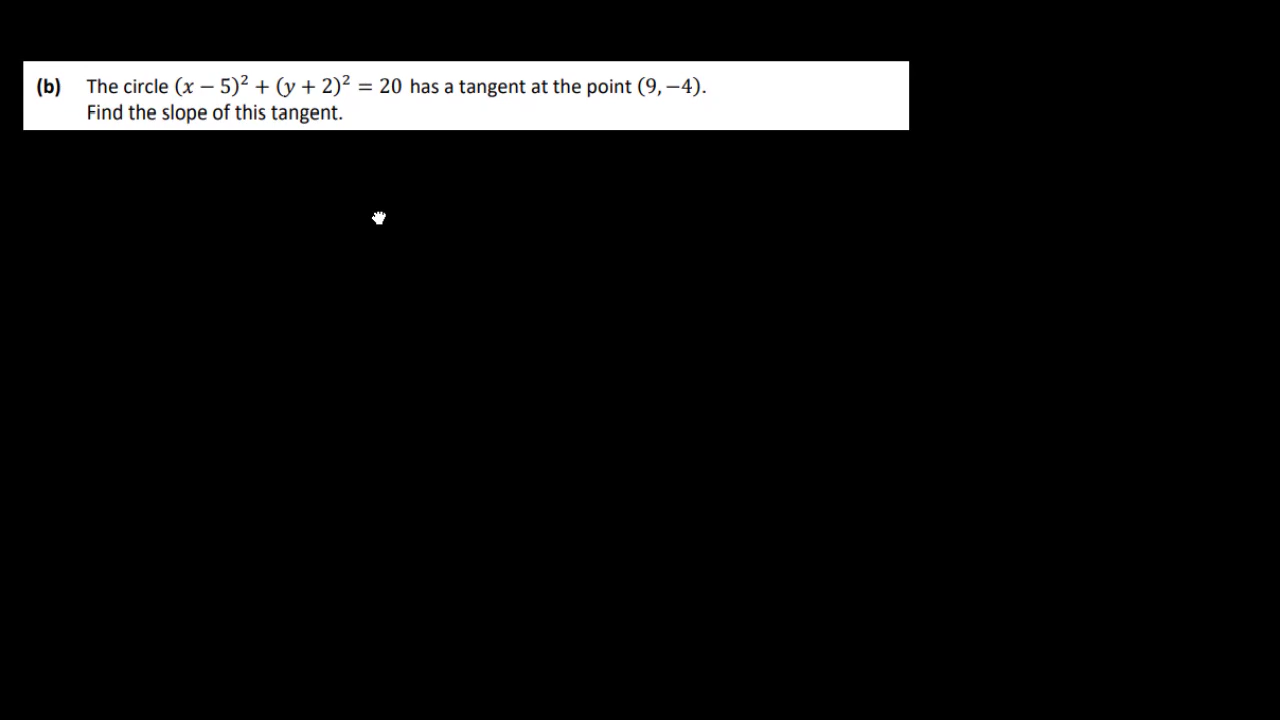 (b) The circle (x − 5)² + (y + 2)² = 20 has a tangent at the point (9, −4).
Find the slope of this tangent.